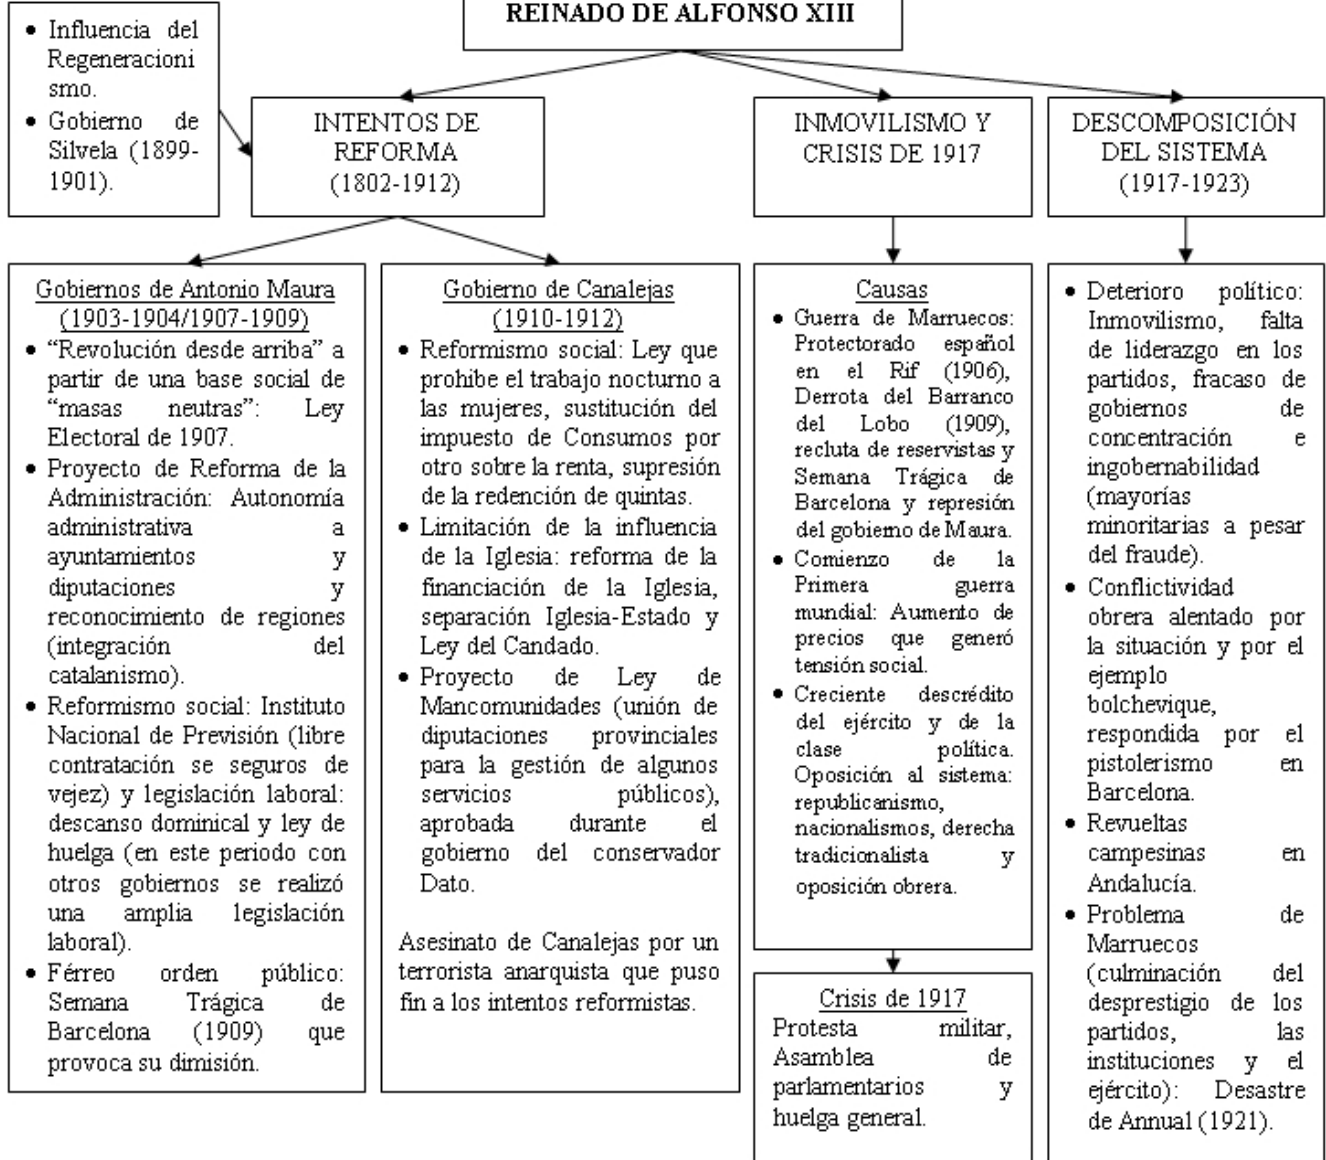 REINADO DE ALFONSO XIII
• Influencia del
Regeneracioni
smo.
• Gobierno de
Silvela (1899-
1901).
INTENTOS DE
REFORMA
(1802-1912)
INMOVILISMO Y
CRISIS DE 1917
DESCOMPOSICIÓN
DEL SISTEMA
(1917-1923)
Gobiernos de Antonio Maura
(1903-1904/1907-1909)
• “Revolución desde arriba” a
partir de una base social de
“masas neutras”: Ley
Electoral de 1907.
• Proyecto de Reforma de la
Administración: Autonomía
administrativa a
ayuntamientos y
diputaciones y
reconocimiento de regiones
(integración del
catalanismo).
• Reformismo social: Instituto
Nacional de Previsión (libre
contratación se seguros de
vejez) y legislación laboral:
descanso dominical y ley de
huelga (en este periodo con
otros gobiernos se realizó
una amplia legislación
laboral).
• Férreo orden público:
Semana Trágica de
Barcelona (1909) que
provoca su dimisión.
Gobierno de Canalejas
(1910-1912)
• Reformismo social: Ley que
prohibe el trabajo nocturno a
las mujeres, sustitución del
impuesto de Consumos por
otro sobre la renta, supresión
de la redención de quintas.
• Limitación de la influencia
de la Iglesia: reforma de la
financiación de la Iglesia,
separación Iglesia-Estado y
Ley del Candado.
• Proyecto de Ley de
Mancomunidades (unión de
diputaciones provinciales
para la gestión de algunos
servicios públicos),
aprobada durante el
gobierno del conservador
Dato.
Asesinato de Canalejas por un
terrorista anarquista que puso
fin a los intentos reformistas.
Causas
• Guerra de Marruecos:
Protectorado español
en el Rif (1906),
Derrota del Barranco
del Lobo (1909),
recluta de reservistas y
Semana Trágica de
Barcelona y represión
del gobierno de Maura.
• Comienzo de la
Primera guerra
mundial: Aumento de
precios que generó
tensión social.
• Creciente descrédito
del ejército y de la
clase política.
Oposición al sistema:
republicanismo,
nacionalismos, derecha
tradicionalista y
oposición obrera.
Crisis de 1917
Protesta militar,
Asamblea de
parlamentarios y
huelga general.
• Deterioro político:
Inmovilismo, falta
de liderazgo en los
partidos, fracaso de
gobiernos de
concentración e
ingobernabilidad
(mayorías
minoritarias a pesar
del fraude).
• Conflictividad
obrera alentado por
la situación y por el
ejemplo
bolchevique,
respondida por el
pistolerismo en
Barcelona.
• Revueltas
campesinas en
Andalucía.
• Problema de
Marruecos
(culminación del
desprestigio de los
partidos, las
instituciones y el
ejército): Desastre
de Annual (1921).